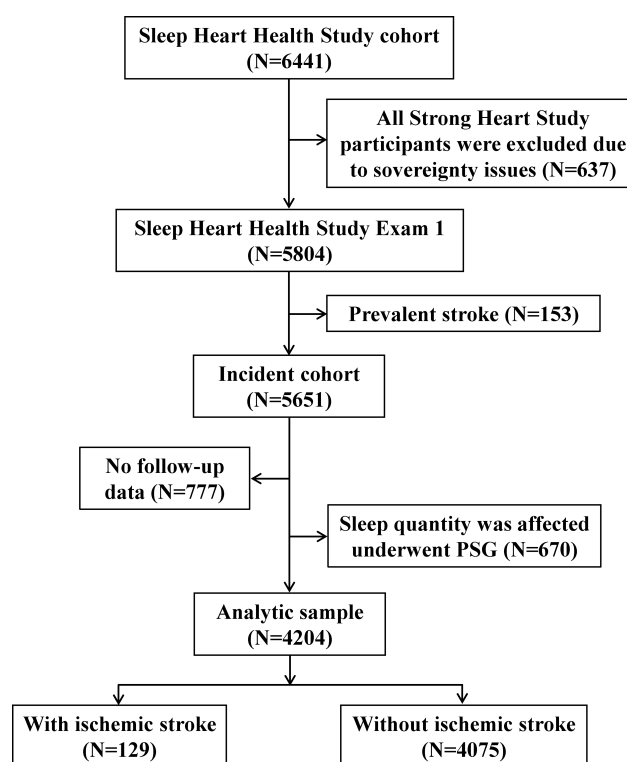 Sleep Heart Health Study cohort
(N=6441)
All Strong Heart Study
participants were excluded due
to sovereignty issues (N=637)
Sleep Heart Health Study Exam 1
(N=5804)
Prevalent stroke (N=153)
Incident cohort
(N=5651)
No follow-up
data (N=777)
Sleep quantity was affected
underwent PSG (N=670)
Analytic sample
(N=4204)
With ischemic stroke
(N=129)
Without ischemic stroke
(N=4075)